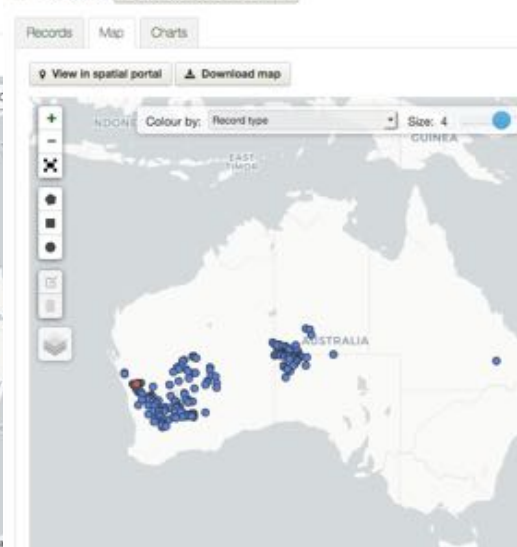 Records Map Charts
View in spatial portal Download map
+ Colour by: Record type Size: 4
-
GUINEA
EAST
TIMOR
AUSTRALIA